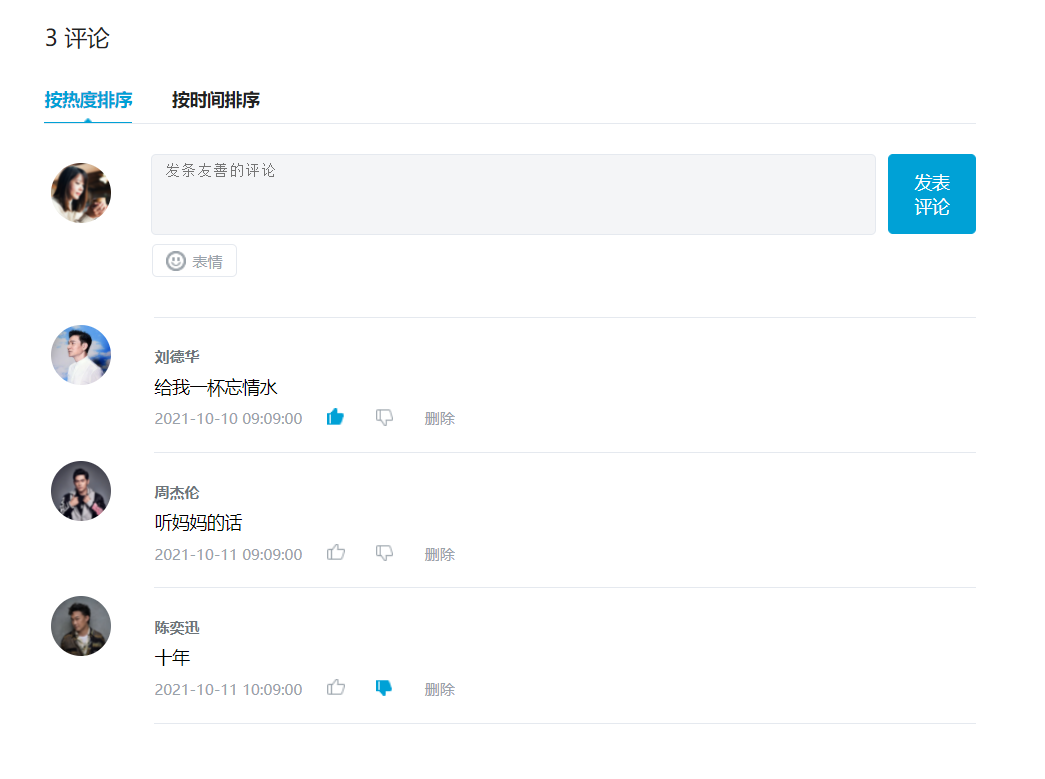 3 评论
按热度排序 按时间排序
发条友善的评论
发表
评论
表情
刘德华
给我一杯忘情水
2021-10-10 09:09:00 删除
周杰伦
听妈妈的话
2021-10-11 09:09:00 删除
陈奕迅
十年
2021-10-11 10:09:00 删除